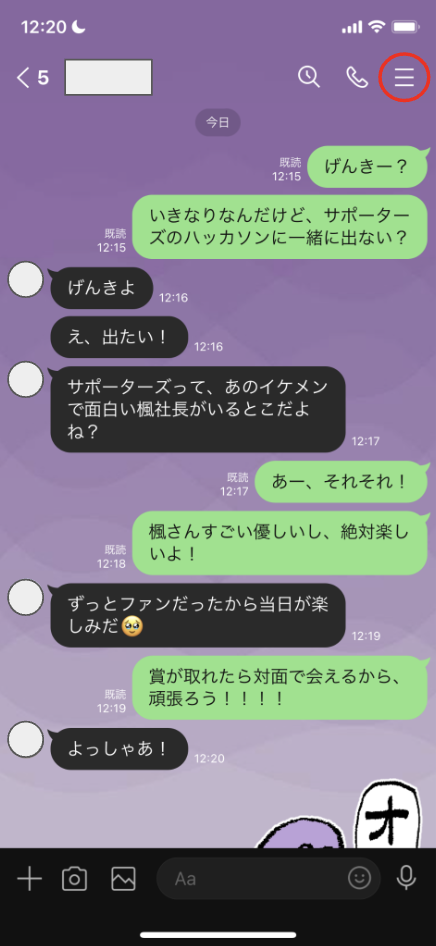 12:20
5
今日
げんきー？
既読
12:15
いきなりなんだけど、サポーター
ズのハッカソンに一緒に出ない？
既読
12:15
げんきよ
12:16
え、出たい！
12:16
サポーターズって、あのイケメン
で面白い楓社長がいるとこだよ
ね？
12:17
あー、それそれ！
既読
12:17
楓さんすごい優しいし、絶対楽し
いよ！
既読
12:18
ずっとファンだったから当日が楽
しみだ🥹
12:19
賞が取れたら対面で会えるから、
頑張ろう！！！！
既読
12:19
よっしゃあ！
12:20
オ
Aa